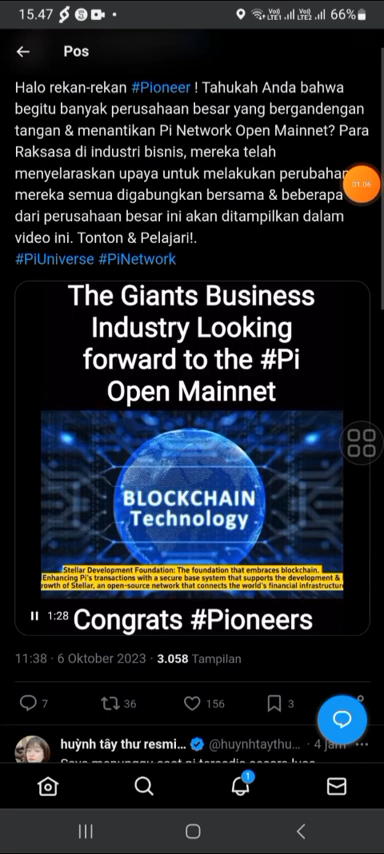 15.47
66%
Pos
Halo rekan-rekan #Pioneer ! Tahukah Anda bahwa
begitu banyak perusahaan besar yang bergandengan
tangan & menantikan Pi Network Open Mainnet? Para
Raksasa di industri bisnis, mereka telah
menyelaraskan upaya untuk melakukan perubahan
01:06
mereka semua digabungkan bersama & beberapa
dari perusahaan besar ini akan ditampilkan dalam
video ini. Tonton & Pelajari!.
#PiUniverse #PiNetwork
The Giants Business
Industry Looking
forward to the #Pi
Open Mainnet
BLOCKCHAIN
Technology
Stellar Development Foundation: The foundation that embraces blockchain.
Enhancing Pi's transactions with a secure base system that supports the development &
rowth of Stellar, an open-source network that connects the world's financial infrastructure
1:28 Congrats #Pioneers
11:38 · 6 Oktober 2023 · 3.058 Tampilan
7 36 156 3
huỳnh tây thư resmi... @huynhtaythu... · 4 jam
1